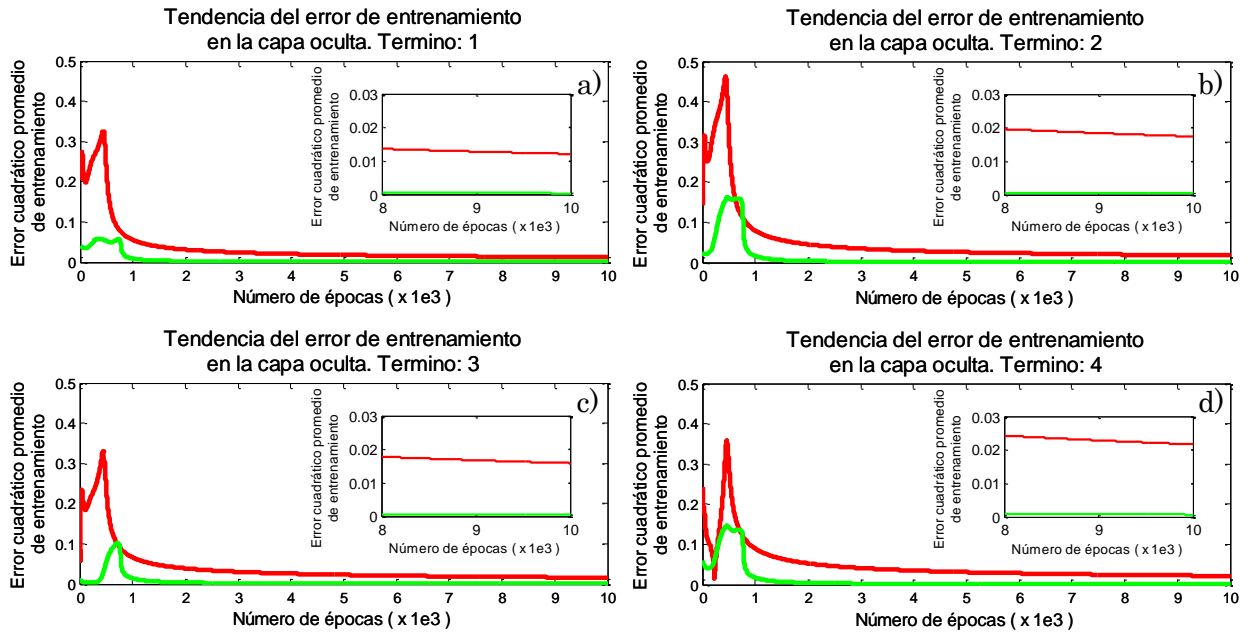 Tendencia del error de entrenamiento
en la capa oculta. Termino: 1
Error cuadrático promedio
de entrenamiento
0.5
0.4
0.3
0.2
0.1
0
0 1 2 3 4 5 6 7 8 9 10
Número de épocas ( x 1e3 )
a)
Error cuadrático promedio
de entrenamiento
0.03
0.02
0.01
0
8 9 10
Número de épocas ( x 1e3 )
Tendencia del error de entrenamiento
en la capa oculta. Termino: 2
Error cuadrático promedio
de entrenamiento
0.5
0.4
0.3
0.2
0.1
0
0 1 2 3 4 5 6 7 8 9 10
Número de épocas ( x 1e3 )
b)
Error cuadrático promedio
de entrenamiento
0.03
0.02
0.01
0
8 9 10
Número de épocas ( x 1e3 )
Tendencia del error de entrenamiento
en la capa oculta. Termino: 3
Error cuadrático promedio
de entrenamiento
0.5
0.4
0.3
0.2
0.1
0
0 1 2 3 4 5 6 7 8 9 10
Número de épocas ( x 1e3 )
c)
Error cuadrático promedio
de entrenamiento
0.03
0.02
0.01
0
8 9 10
Número de épocas ( x 1e3 )
Tendencia del error de entrenamiento
en la capa oculta. Termino: 4
Error cuadrático promedio
de entrenamiento
0.5
0.4
0.3
0.2
0.1
0
0 1 2 3 4 5 6 7 8 9 10
Número de épocas ( x 1e3 )
d)
Error cuadrático promedio
de entrenamiento
0.03
0.02
0.01
0
8 9 10
Número de épocas ( x 1e3 )